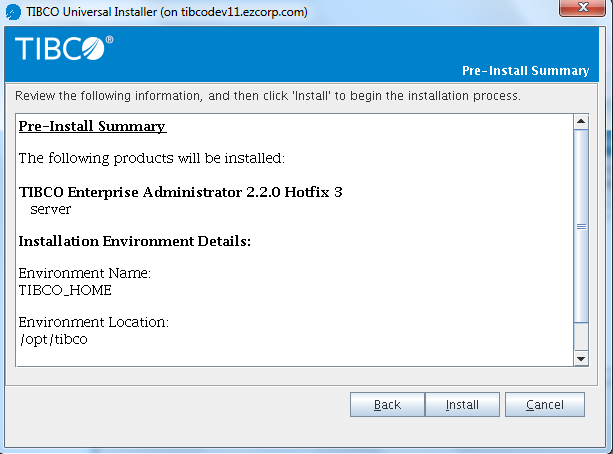 TIBCO Universal Installer (on tibcodev11.ezcorp.com)
TIBCO®
Pre-Install Summary
Review the following information, and then click 'Install' to begin the installation process.
Pre-Install Summary
The following products will be installed:
TIBCO Enterprise Administrator 2.2.0 Hotfix 3
server
Installation Environment Details:
Environment Name:
TIBCO_HOME
Environment Location:
/opt/tibco
Back
Install
Cancel